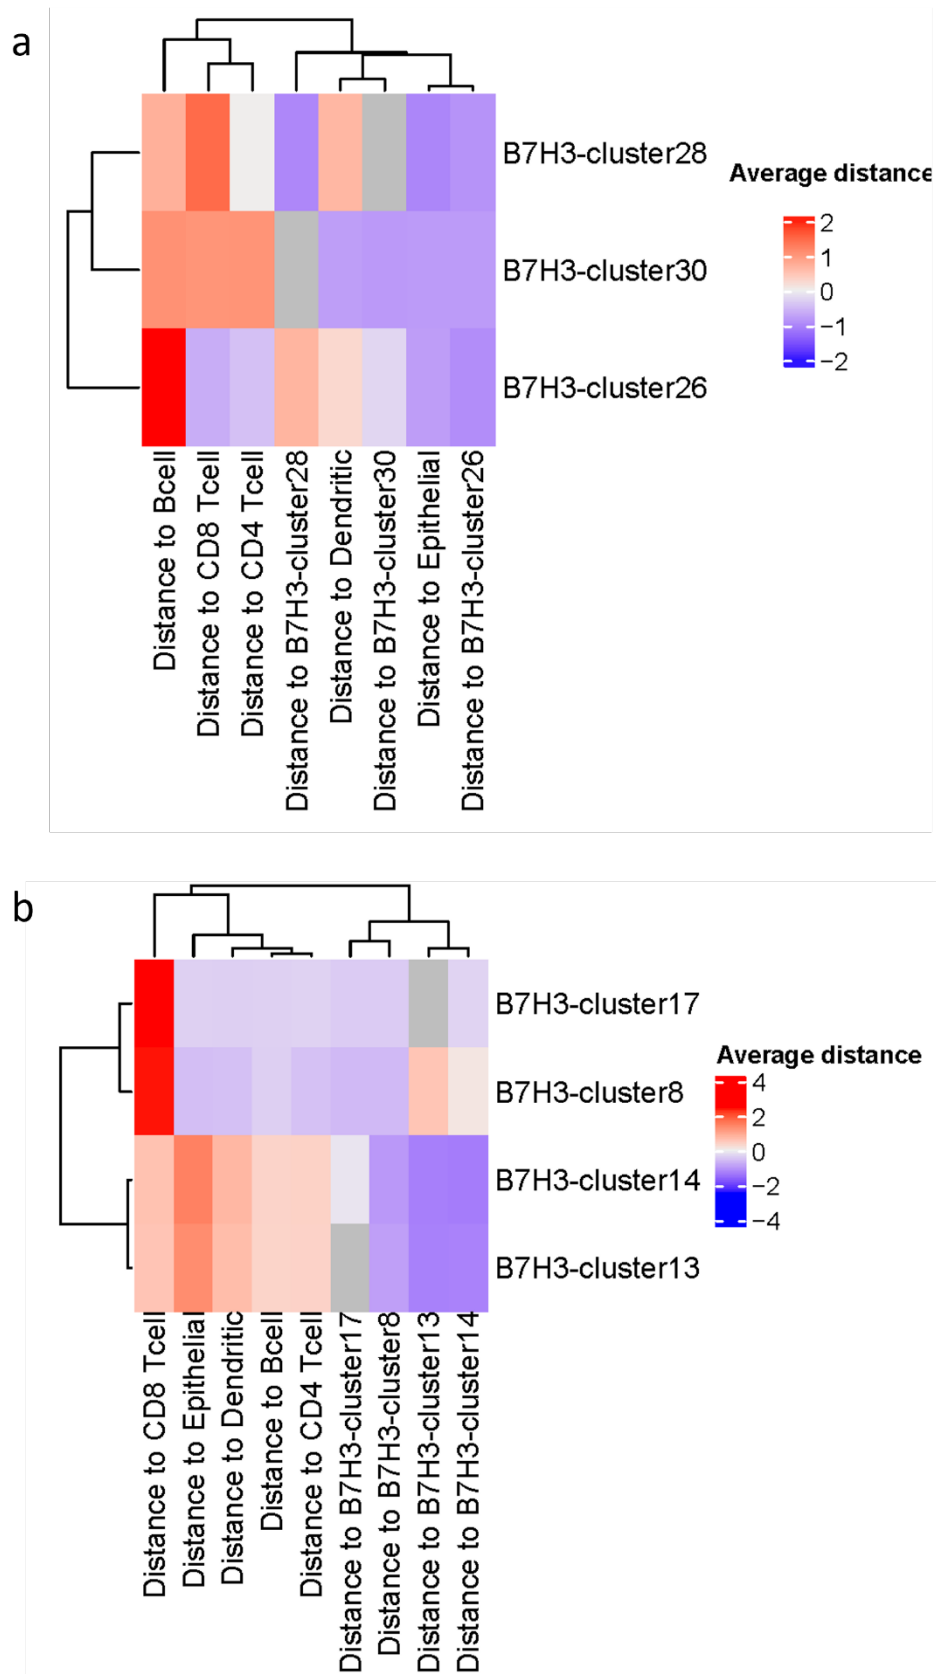 a
B7H3-cluster28
B7H3-cluster30
B7H3-cluster26
Average distance
2
1
0
−1
−2
Distance to Bcell
Distance to CD8 Tcell
Distance to CD4 Tcell
Distance to B7H3-cluster28
Distance to Dendritic
Distance to B7H3-cluster30
Distance to Epithelial
Distance to B7H3-cluster26
b
B7H3-cluster17
B7H3-cluster8
B7H3-cluster14
B7H3-cluster13
Average distance
4
2
0
−2
−4
Distance to CD8 Tcell
Distance to Epithelial
Distance to Dendritic
Distance to Bcell
Distance to CD4 Tcell
Distance to B7H3-cluster17
Distance to B7H3-cluster8
Distance to B7H3-cluster13
Distance to B7H3-cluster14